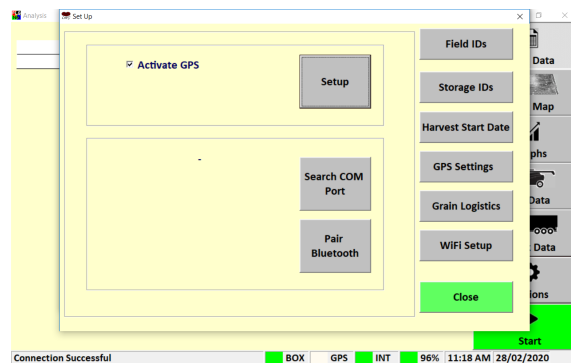 Analysis
Set Up
Activate GPS
Setup
-
Search COM
Port
Pair
Bluetooth
Field IDs
Storage IDs
Harvest Start Date
GPS Settings
Grain Logistics
WiFi Setup
Close
Data
Map
phs
Data
Data
ions
Start
Connection Successful BOX GPS INT 96% 11:18 AM 28/02/2020